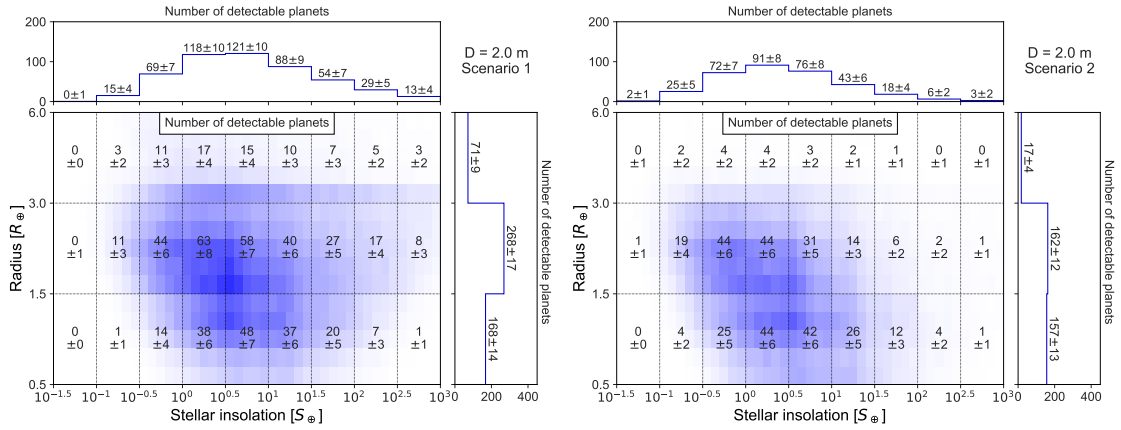 Number of detectable planets
200
100
0
0±1 15±4 69±7 118±10 121±10 88±9 54±7 29±5 13±4
D = 2.0 m
Scenario 1
Number of detectable planets
6.0
3.0
1.5
0.5
Radius [R⊕]
0 3 11 17 15 10 7 5 3
±0 ±2 ±3 ±4 ±4 ±3 ±3 ±2 ±2
0 11 44 63 58 40 27 17 8
±1 ±3 ±6 ±8 ±7 ±6 ±5 ±4 ±3
0 1 14 38 48 37 20 7 1
±0 ±1 ±4 ±6 ±7 ±6 ±5 ±3 ±1
10^−1.5 10^−1 10^−0.5 10^0 10^0.5 10^1 10^1.5 10^2 10^2.5 10^3
Stellar insolation [S⊕]
71±9
268±17
168±14
0 200 400
Number of detectable planets
Number of detectable planets
200
100
0
2±1 25±5 72±7 91±8 76±8 43±6 18±4 6±2 3±2
D = 2.0 m
Scenario 2
Number of detectable planets
6.0
3.0
1.5
0.5
Radius [R⊕]
0 2 4 4 3 2 1 0 0
±1 ±2 ±2 ±2 ±2 ±1 ±1 ±1 ±1
1 19 44 44 31 14 6 2 1
±1 ±4 ±6 ±6 ±5 ±3 ±2 ±2 ±1
0 4 25 44 42 26 12 4 1
±1 ±2 ±5 ±6 ±6 ±5 ±3 ±2 ±1
10^−1.5 10^−1 10^−0.5 10^0 10^0.5 10^1 10^1.5 10^2 10^2.5 10^3
Stellar insolation [S⊕]
17±4
162±12
157±13
0 200 400
Number of detectable planets